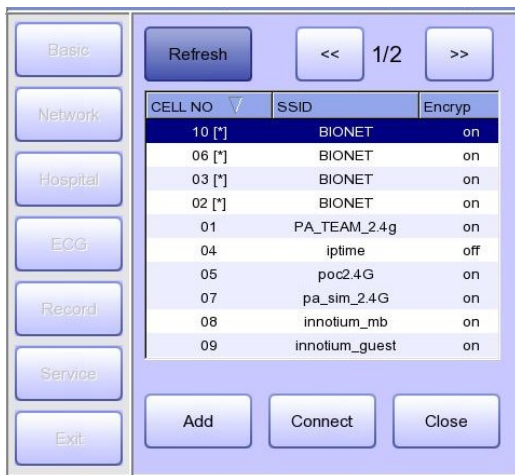 Basic
Network
Hospital
ECG
Record
Service
Exit
Refresh << 1/2 >>
CELL NO SSID Encryp
10 [*] BIONET on
06 [*] BIONET on
03 [*] BIONET on
02 [*] BIONET on
01 PA_TEAM_2.4g on
04 iptime off
05 poc2.4G on
07 pa_sim_2.4G on
08 innotium_mb on
09 innotium_guest on
Add Connect Close